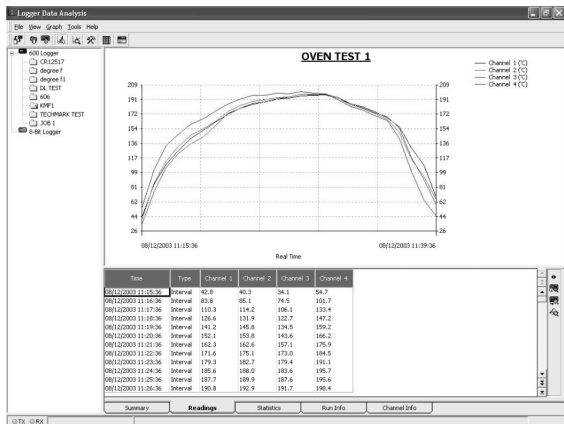 Logger Data Analysis
File View Graph Tools Help
600 Logger
CR12517
degree f
degree f1
DL TEST
606
KMF1
TECHMARK TEST
JOB 1
8-Bit Logger
OVEN TEST 1
Channel 1 (°C)
Channel 2 (°C)
Channel 3 (°C)
Channel 4 (°C)
209 209
191 191
172 172
154 154
136 136
117 117
99 99
81 81
62 62
44 44
26 26
08/12/2003 11:15:36 08/12/2003 11:39:36
Real Time
Time Type Channel 1 Channel 2 Channel 3 Channel 4
08/12/2003 11:15:36 Interval 42.8 40.3 34.1 54.7
08/12/2003 11:16:36 Interval 83.8 85.1 74.5 101.7
08/12/2003 11:17:36 Interval 110.3 114.2 106.1 133.4
08/12/2003 11:18:36 Interval 126.6 131.9 122.7 147.2
08/12/2003 11:19:36 Interval 141.2 145.8 134.5 159.2
08/12/2003 11:20:36 Interval 152.1 153.8 143.6 166.2
08/12/2003 11:21:36 Interval 162.3 162.6 157.1 175.9
08/12/2003 11:22:36 Interval 171.6 175.1 173.0 184.5
08/12/2003 11:23:36 Interval 179.3 182.7 179.4 191.1
08/12/2003 11:24:36 Interval 185.6 188.0 183.6 195.7
08/12/2003 11:25:36 Interval 187.7 189.9 187.6 195.6
08/12/2003 11:26:36 Interval 190.8 192.9 191.7 198.4
Summary Readings Statistics Run Info Channel Info
TX RX